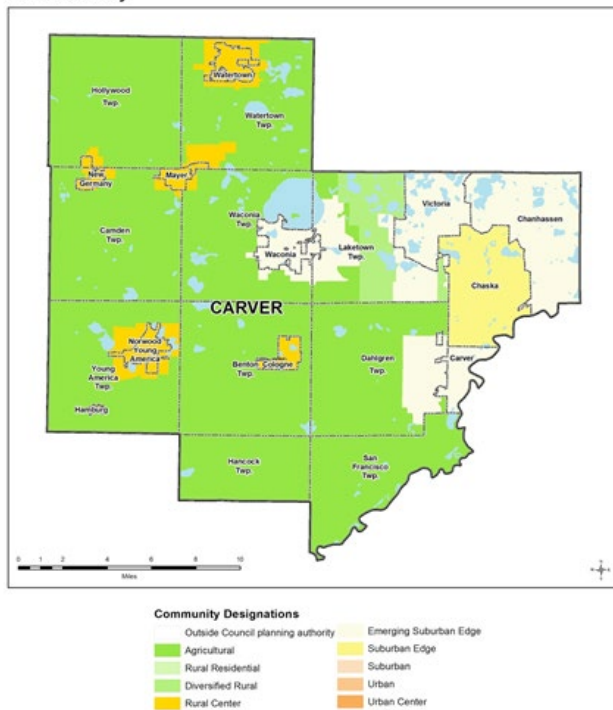 Watertown
Hollywood
Twp.
Watertown
Twp.
New
Germany
Mayer
Waconia
Twp.
Victoria
Chanhassen
Camden
Twp.
Waconia
Laketown
Twp.
Chaska
CARVER
Norwood
Young
America
Young
America
Twp.
Benton
Twp.
Cologne
Dahlgren
Twp.
Carver
Hamburg
Hancock
Twp.
San
Francisco
Twp.
0 1 2 4 6 8 10
Miles
Community Designations
Outside Council planning authority
Agricultural
Rural Residential
Diversified Rural
Rural Center
Emerging Suburban Edge
Suburban Edge
Suburban
Urban
Urban Center